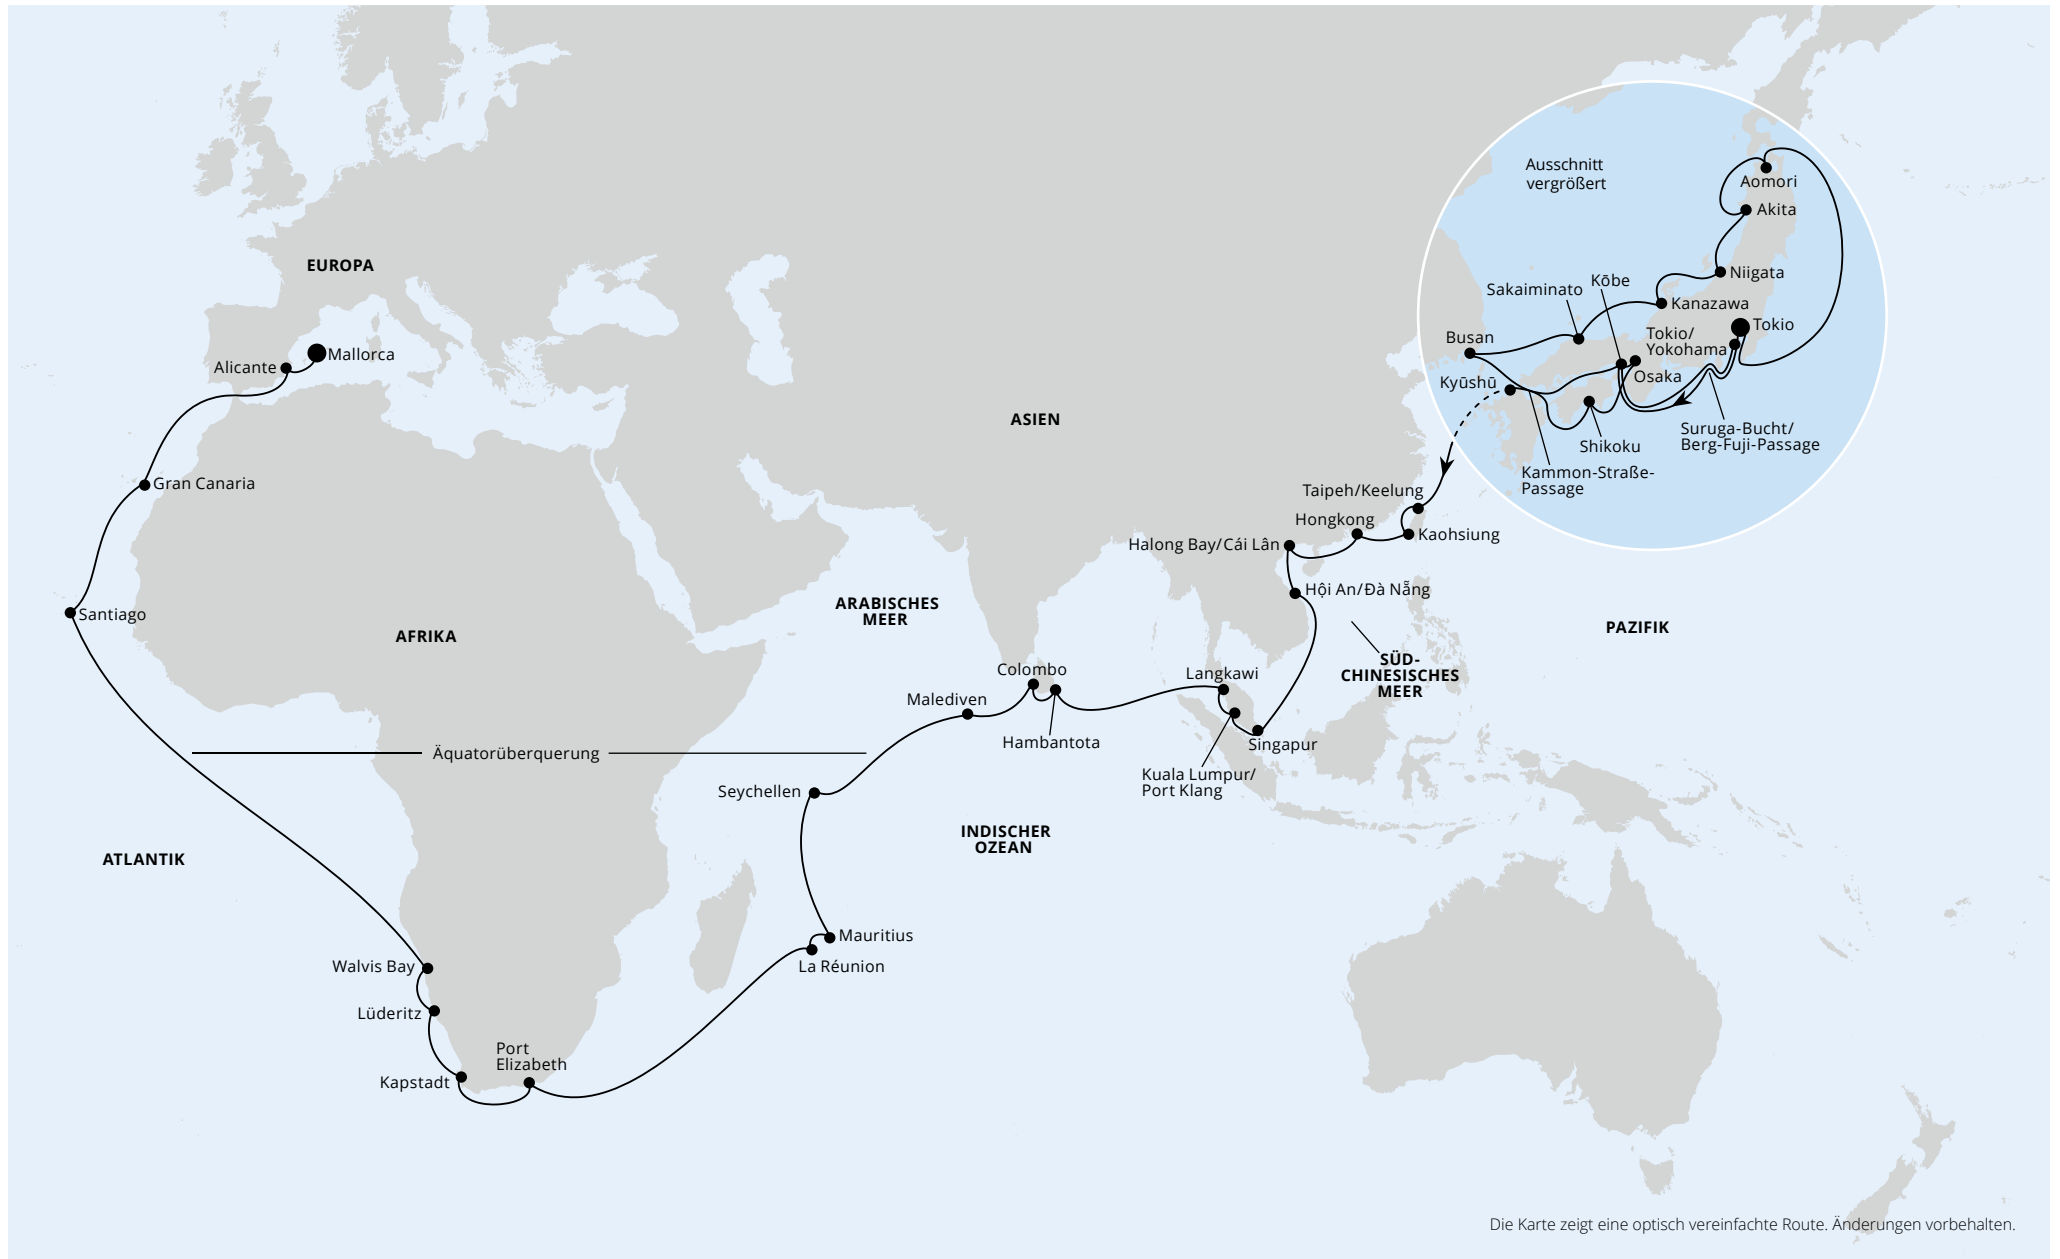 Ausschnitt
vergrößert
Aomori
Akita
Niigata
Kōbe
Sakaiminato
Kanazawa
Tokio
Tokio/
Yokohama
Busan
Osaka
Kyūshū
Shikoku
Suruga-Bucht/
Berg-Fuji-Passage
Kammon-Straße-
Passage
EUROPA
Mallorca
Alicante
ASIEN
Gran Canaria
Taipeh/Keelung
Hongkong
Kaohsiung
Halong Bay/Cái Lân
Hội An/Đà Nẵng
Santiago
AFRIKA
ARABISCHES
MEER
PAZIFIK
SÜD-
CHINESISCHES
MEER
Colombo
Langkawi
Malediven
Hambantota
Singapur
Äquatorüberquerung
Kuala Lumpur/
Port Klang
Seychellen
INDISCHER
OZEAN
ATLANTIK
Mauritius
La Réunion
Walvis Bay
Lüderitz
Port
Elizabeth
Kapstadt
Die Karte zeigt eine optisch vereinfachte Route. Änderungen vorbehalten.